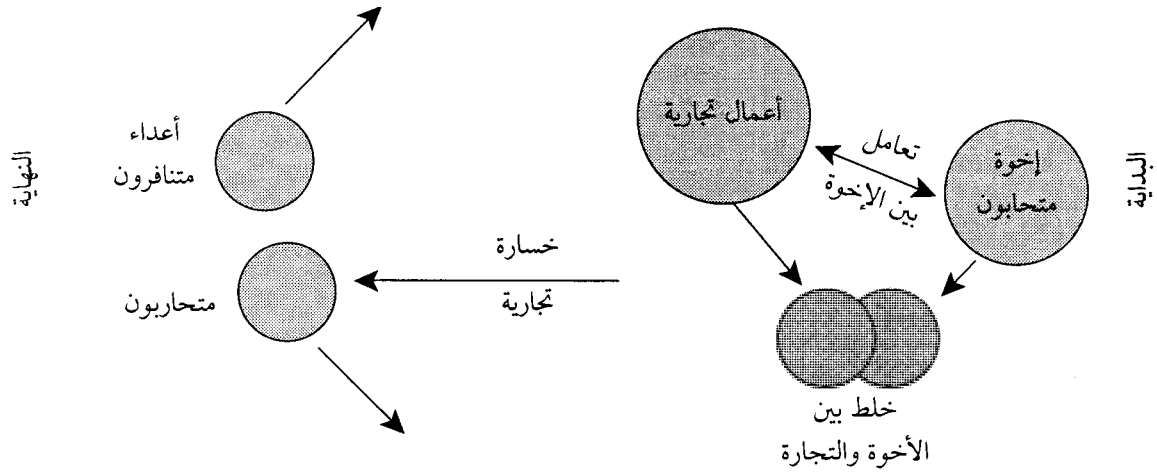 البداية
إخوة
متحابون
تعامل
بين الإخوة
أعمال تجارية
خلط بين
الأخوة والتجارة
خسارة
تجارية
أعداء
متنافرون
متحاربون
النهاية